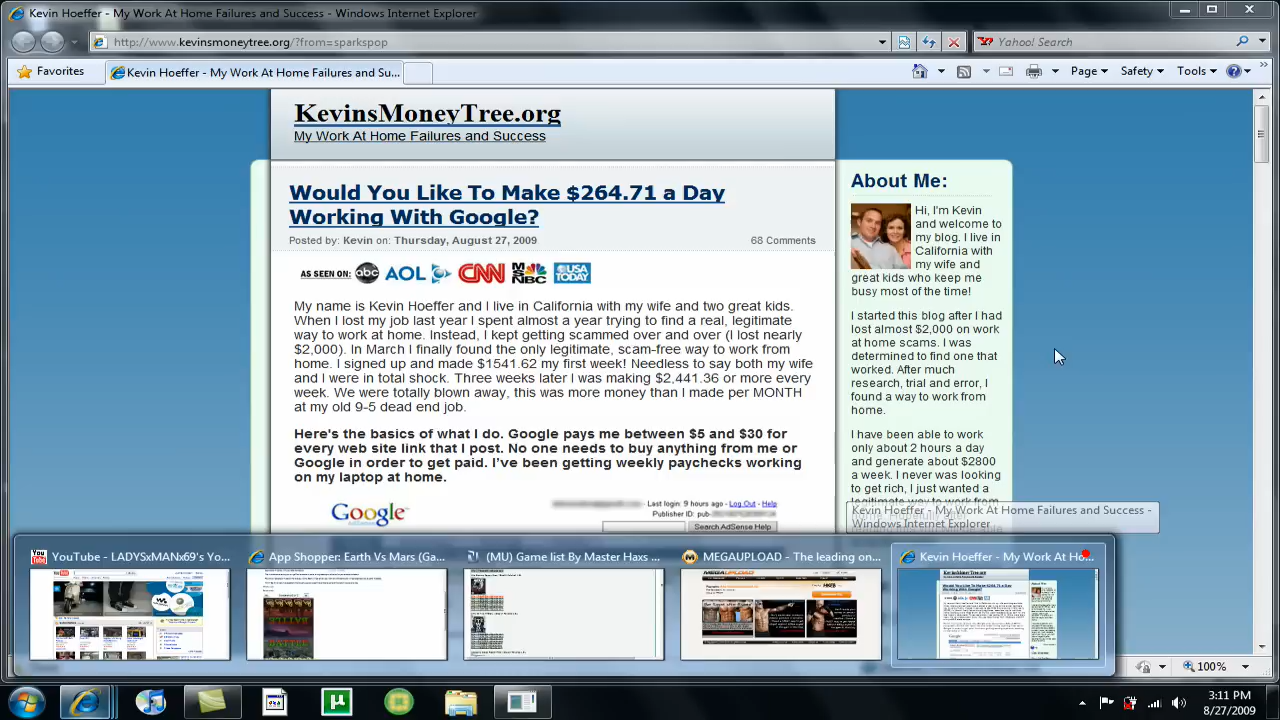 Kevin Hoeffer - My Work At Home Failures and Success - Windows Internet Explorer
http://www.kevinsmoneytree.org/?from=sparkspop
Yahoo! Search
Favorites
Kevin Hoeffer - My Work At Home Failures and Su...
Page
Safety
Tools
KevinsMoneyTree.org
My Work At Home Failures and Success
Would You Like To Make $264.71 a Day
Working With Google?
Posted by: Kevin on: Thursday, August 27, 2009
68 Comments
AS SEEN ON: abc AOL CNN MSNBC USA TODAY
My name is Kevin Hoeffer and I live in California with my wife and two great kids.
When I lost my job last year I spent almost a year trying to find a real, legitimate
way to work at home. Instead, I kept getting scammed over and over (I lost nearly
$2,000). In March I finally found the only legitimate, scam-free way to work from
home. I signed up and made $1541.62 my first week! Needless to say both my wife
and I were in total shock. Three weeks later I was making $2,441.36 or more every
week. We were totally blown away, this was more money than I made per MONTH
at my old 9-5 dead end job.
Here's the basics of what I do. Google pays me between $5 and $30 for
every web site link that I post. No one needs to buy anything from me or
Google in order to get paid. I've been getting weekly paychecks working
on my laptop at home.
Google
Last login: 9 hours ago - Log Out - Help
Publisher ID: pub-
Search AdSense Help
About Me:
Hi, I'm Kevin
and welcome to
my blog. I live in
California with
my wife and
great kids who keep me
busy most of the time!
I started this blog after I had
lost almost $2,000 on work
at home scams. I was
determined to find one that
worked. After much
research, trial and error, I
found a way to work from
home.
I have been able to work
only about 2 hours a day
and generate about $2800
a week. I never was looking
to get rich, I just wanted a
Kevin Hoeffer - My Work At Home Failures and Success -
Windows Internet Explorer
YouTube - LADYSxMANx69's Yo...
App Shopper: Earth Vs Mars (Ga...
(MU) Game list By Master Haxs ...
MEGAUPLOAD - The leading on...
Kevin Hoeffer - My Work At Ho...
100%
3:11 PM
8/27/2009